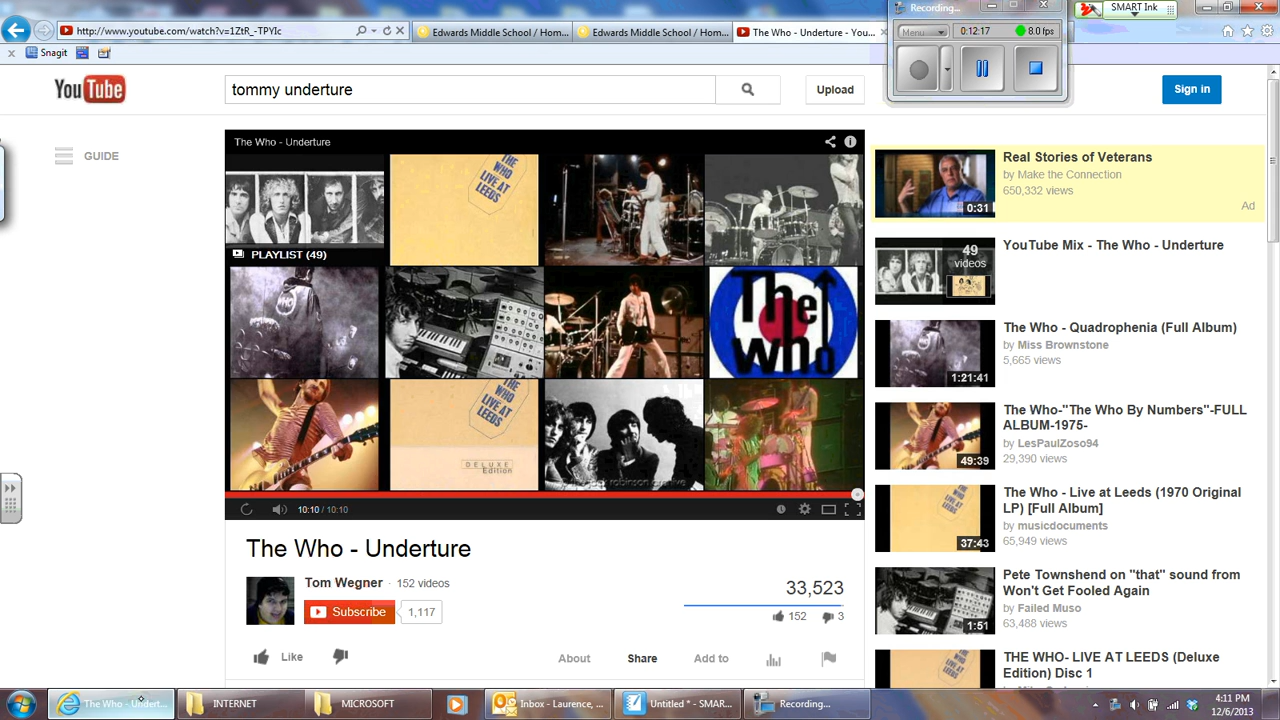 Recording...
SMART Ink
http://www.youtube.com/watch?v=1ZtR_-TPYIc
Edwards Middle School / Hom...
Edwards Middle School / Hom...
The Who - Underture - You...
Menu
0:12:17
8.0 fps
Snagit
YouTube
tommy underture
Upload
Sign in
GUIDE
The Who - Underture
THE WHO LIVE AT LEEDS
PLAYLIST (49)
The Who
THE WHO LIVE AT LEEDS
DELUXE Edition
10:10 / 10:10
The Who - Underture
Tom Wegner · 152 videos
Subscribe 1,117
33,523
152 3
Like
About
Share
Add to
Real Stories of Veterans
by Make the Connection
650,332 views
0:31
Ad
49 videos
YouTube Mix - The Who - Underture
The Who - Quadrophenia (Full Album)
by Miss Brownstone
5,665 views
1:21:41
The Who-"The Who By Numbers"-FULL
ALBUM-1975-
by LesPaulZoso94
29,390 views
49:39
The Who - Live at Leeds (1970 Original
LP) [Full Album]
by musicdocuments
65,949 views
37:43
Pete Townshend on "that" sound from
Won't Get Fooled Again
by Failed Muso
63,488 views
1:51
THE WHO- LIVE AT LEEDS (Deluxe
Edition) Disc 1
The Who - Undert...
INTERNET
MICROSOFT
Inbox - Laurence, ...
Untitled * - SMAR...
Recording...
4:11 PM
12/6/2013